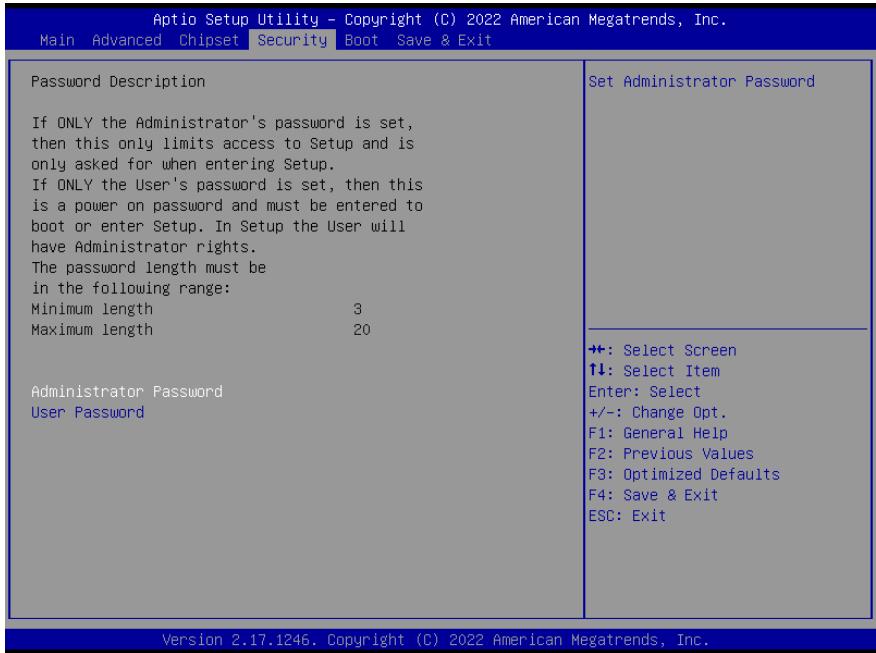 Aptio Setup Utility – Copyright (C) 2022 American Megatrends, Inc.
Main Advanced Chipset Security Boot Save & Exit
Password Description
If ONLY the Administrator's password is set,
then this only limits access to Setup and is
only asked for when entering Setup.
If ONLY the User's password is set, then this
is a power on password and must be entered to
boot or enter Setup. In Setup the User will
have Administrator rights.
The password length must be
in the following range:
Minimum length 3
Maximum length 20
Administrator Password
User Password
Set Administrator Password
→←: Select Screen
↑↓: Select Item
Enter: Select
+/-: Change Opt.
F1: General Help
F2: Previous Values
F3: Optimized Defaults
F4: Save & Exit
ESC: Exit
Version 2.17.1246. Copyright (C) 2022 American Megatrends, Inc.